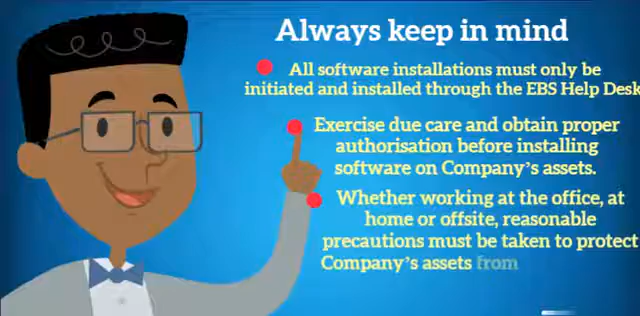 Always keep in mind
All software installations must only be
initiated and installed through the EBS Help Desk
Exercise due care and obtain proper
authorisation before installing
software on Company's assets.
Whether working at the office, at
home or offsite, reasonable
precautions must be taken to protect
Company's assets from